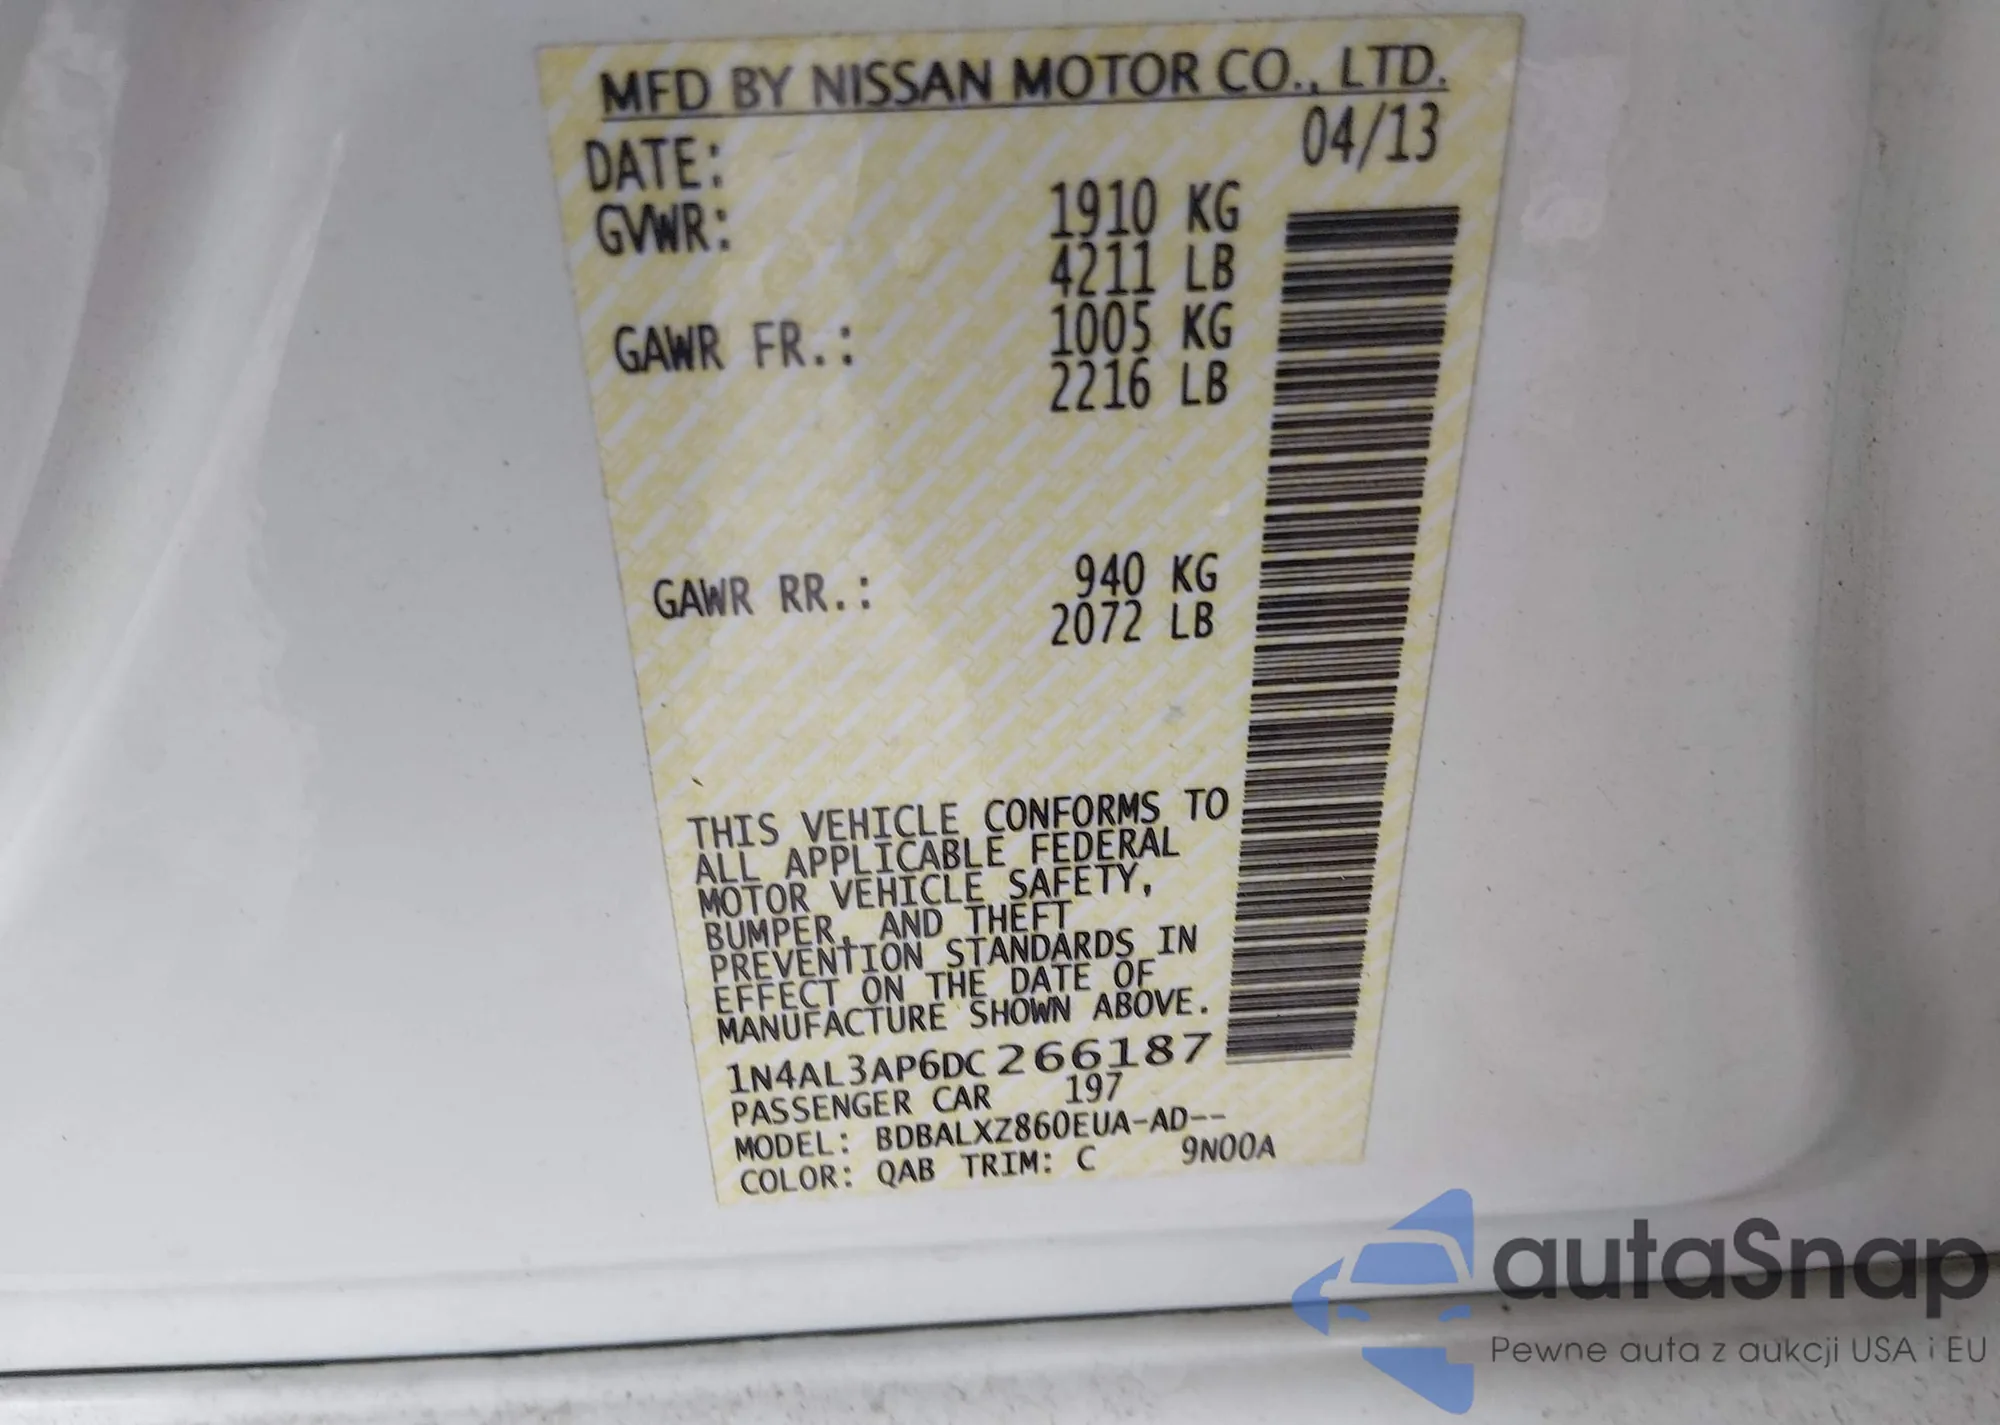 MFD BY NISSAN MOTOR CO., LTD.
DATE: 04/13
GVWR: 1910 KG
4211 LB
GAWR FR.: 1005 KG
2216 LB
GAWR RR.: 940 KG
2072 LB
THIS VEHICLE CONFORMS TO
ALL APPLICABLE FEDERAL
MOTOR VEHICLE SAFETY,
BUMPER, AND THEFT
PREVENTION STANDARDS IN
EFFECT ON THE DATE OF
MANUFACTURE SHOWN ABOVE.
1N4AL3AP6DC266187
PASSENGER CAR 197
MODEL: BDBALXZ860EUA-AD--
COLOR: QAB TRIM: C 9N00A
autaSnap
Pewne auta z aukcji USA i EU